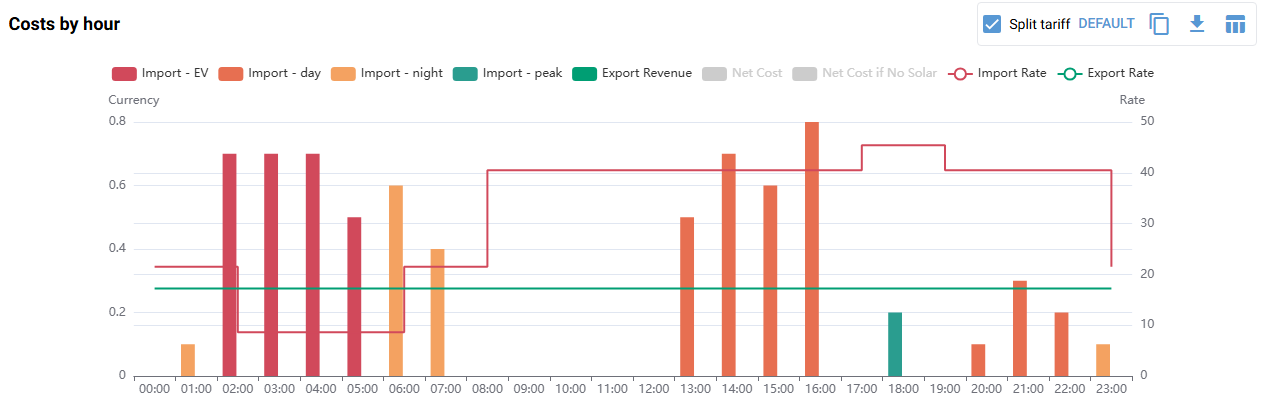 Costs by hour
Split tariff DEFAULT
Import - EV Import - day Import - night Import - peak Export Revenue Net Cost Net Cost if No Solar Import Rate Export Rate
Currency Rate
0.8 50
40
0.6
30
0.4
20
0.2
10
0 0
00:00 01:00 02:00 03:00 04:00 05:00 06:00 07:00 08:00 09:00 10:00 11:00 12:00 13:00 14:00 15:00 16:00 17:00 18:00 19:00 20:00 21:00 22:00 23:00